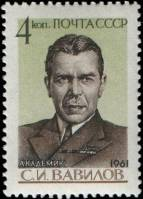 4 коп. ПОЧТА СССР
АКАДЕМИК
1961
С. И. ВАВИЛОВ